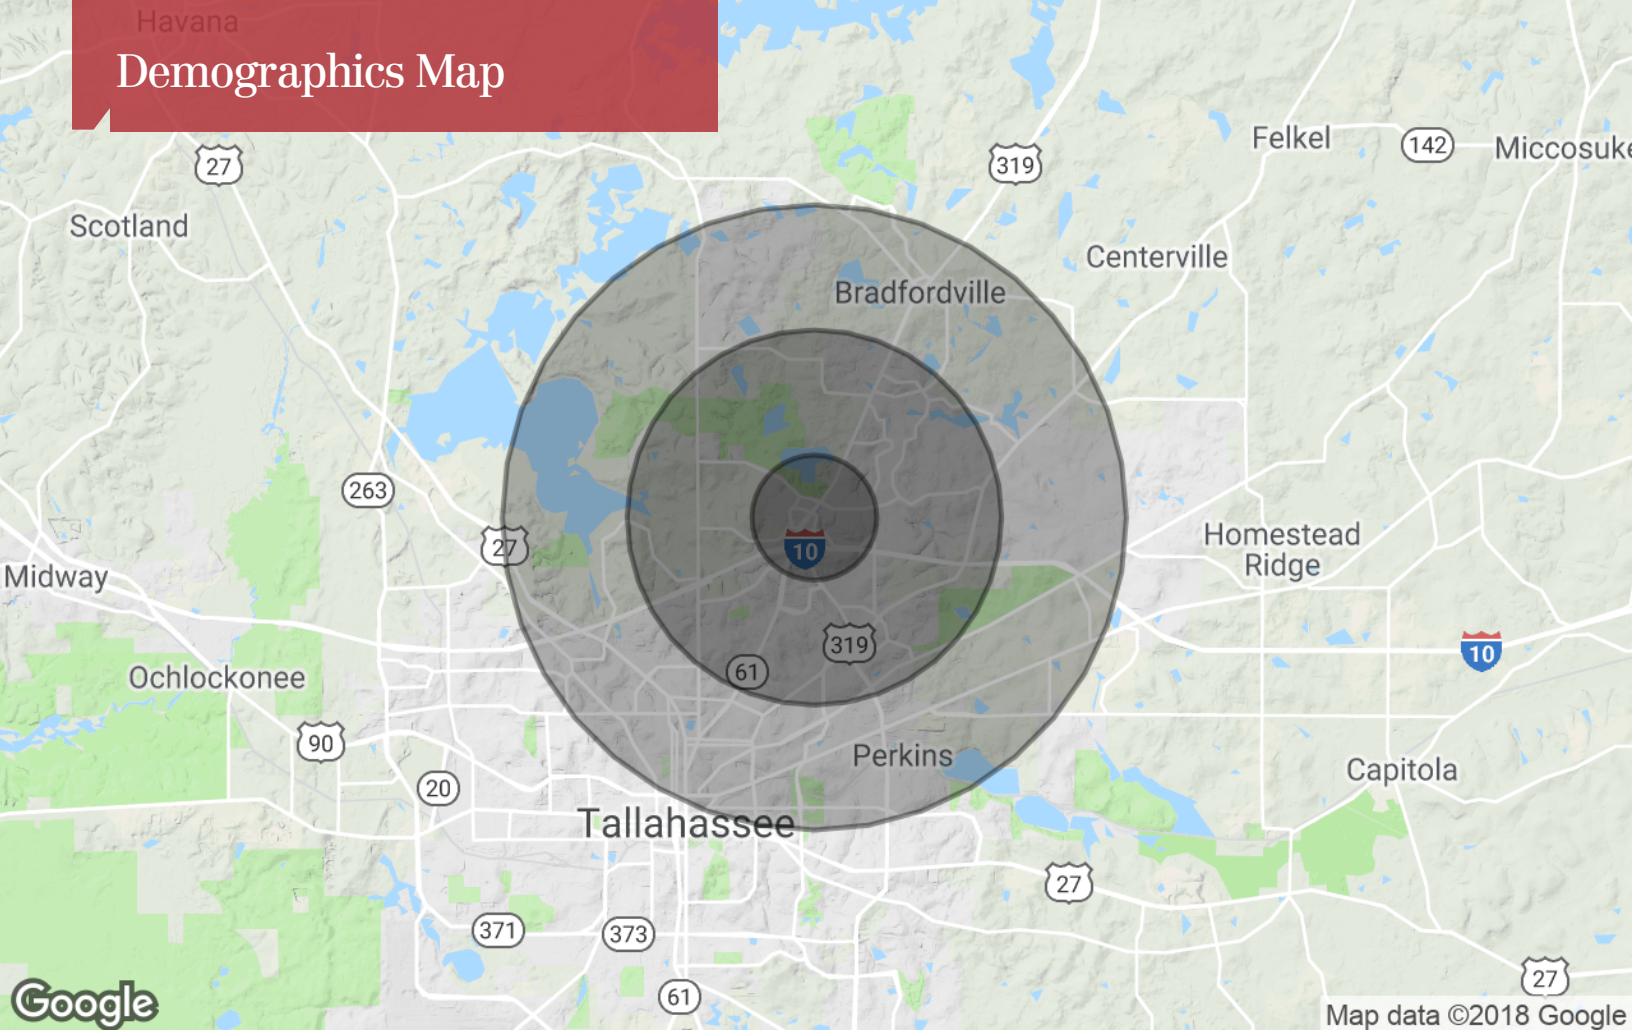 Havana
Demographics Map
27
319
Felkel
142
Miccosuke
Scotland
Centerville
Bradfordville
263
27
10
Homestead
Ridge
Midway
319
61
10
Ochlockonee
90
Perkins
Capitola
20
Tallahassee
27
371
373
61
27
Google
Map data ©2018 Google